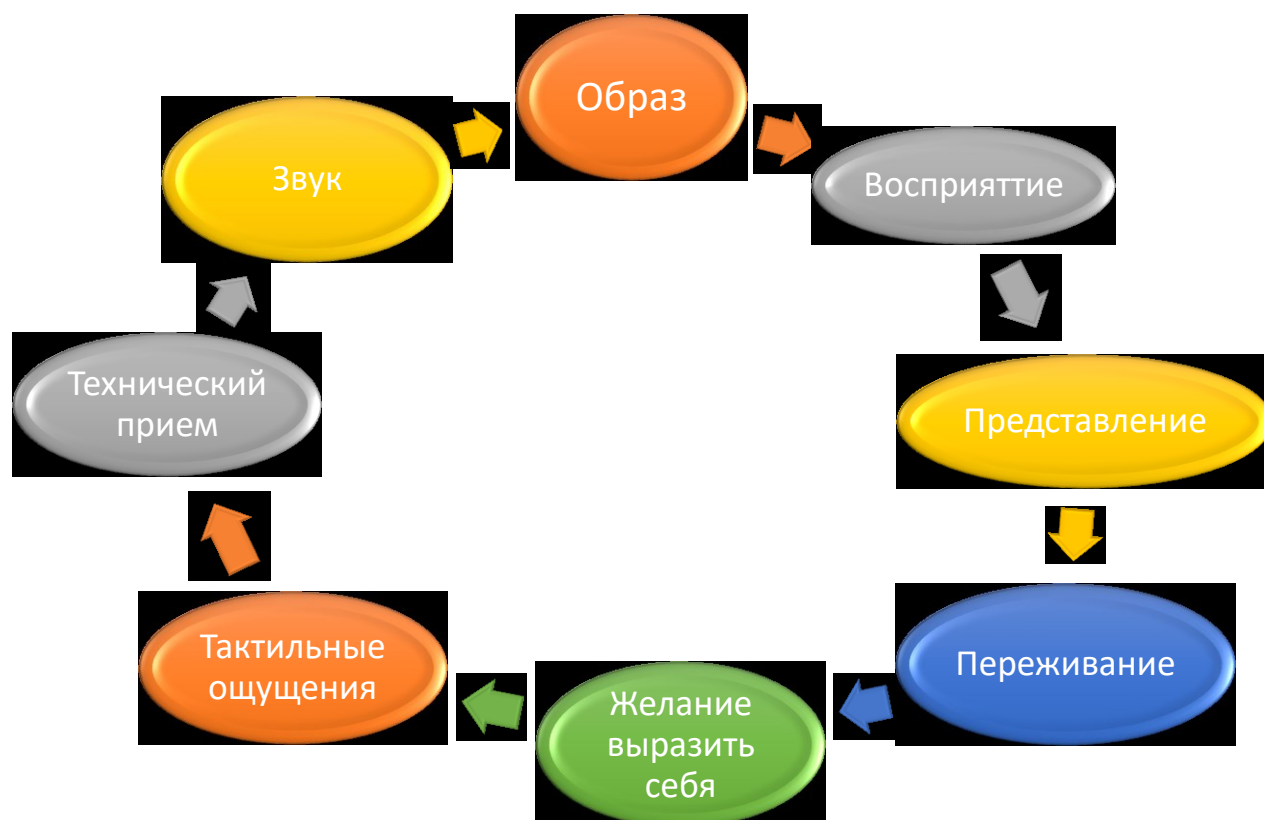 Образ
Восприяттие
Представление
Переживание
Желание
выразить
себя
Тактильные
ощущения
Технический
прием
Звук